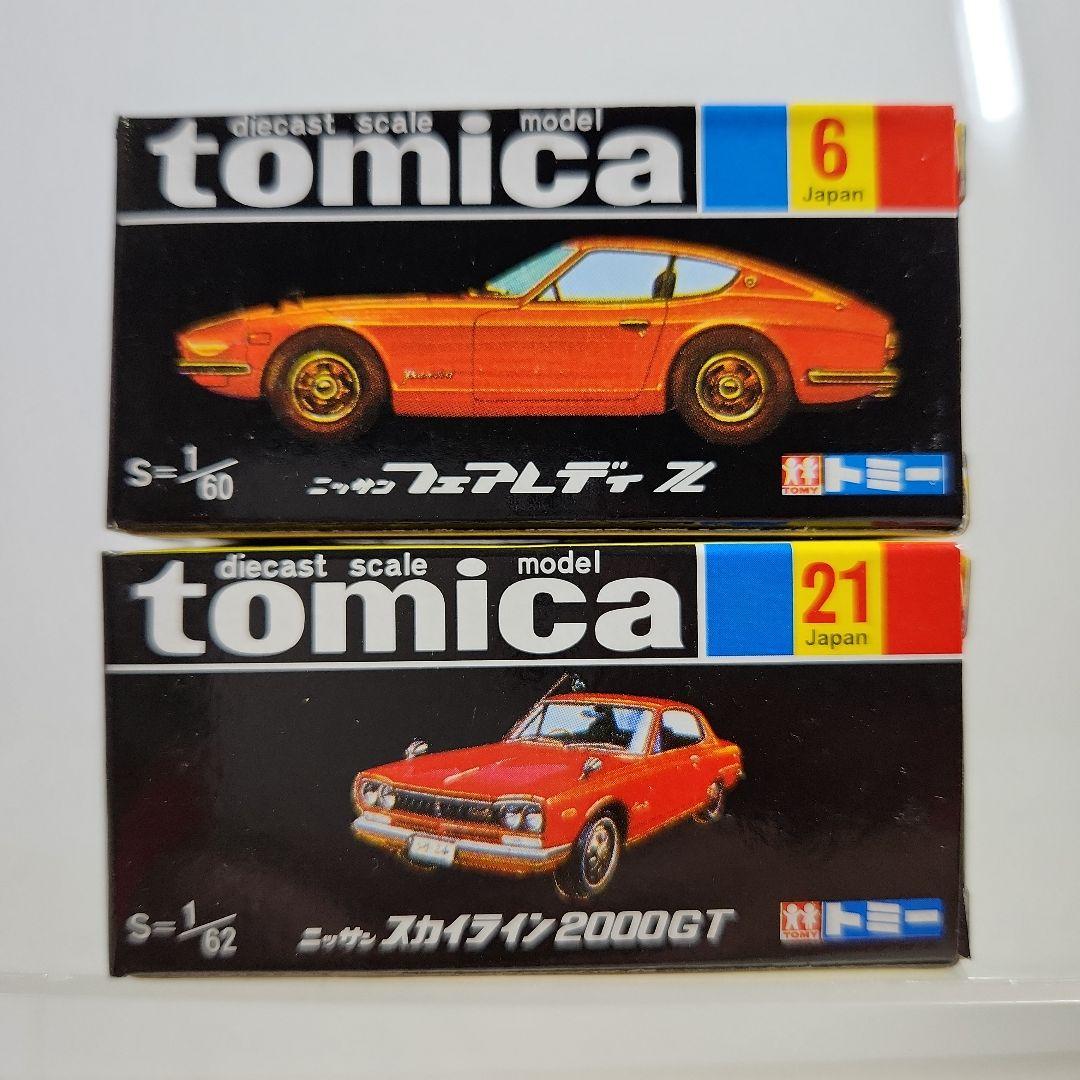 diecast scale model
tomica
6
Japan
S=1/60
ニッサン フェアレディ Z
TOMY トミー
diecast scale model
tomica
21
Japan
S=1/62
ニッサン スカイライン 2000GT
TOMY トミー